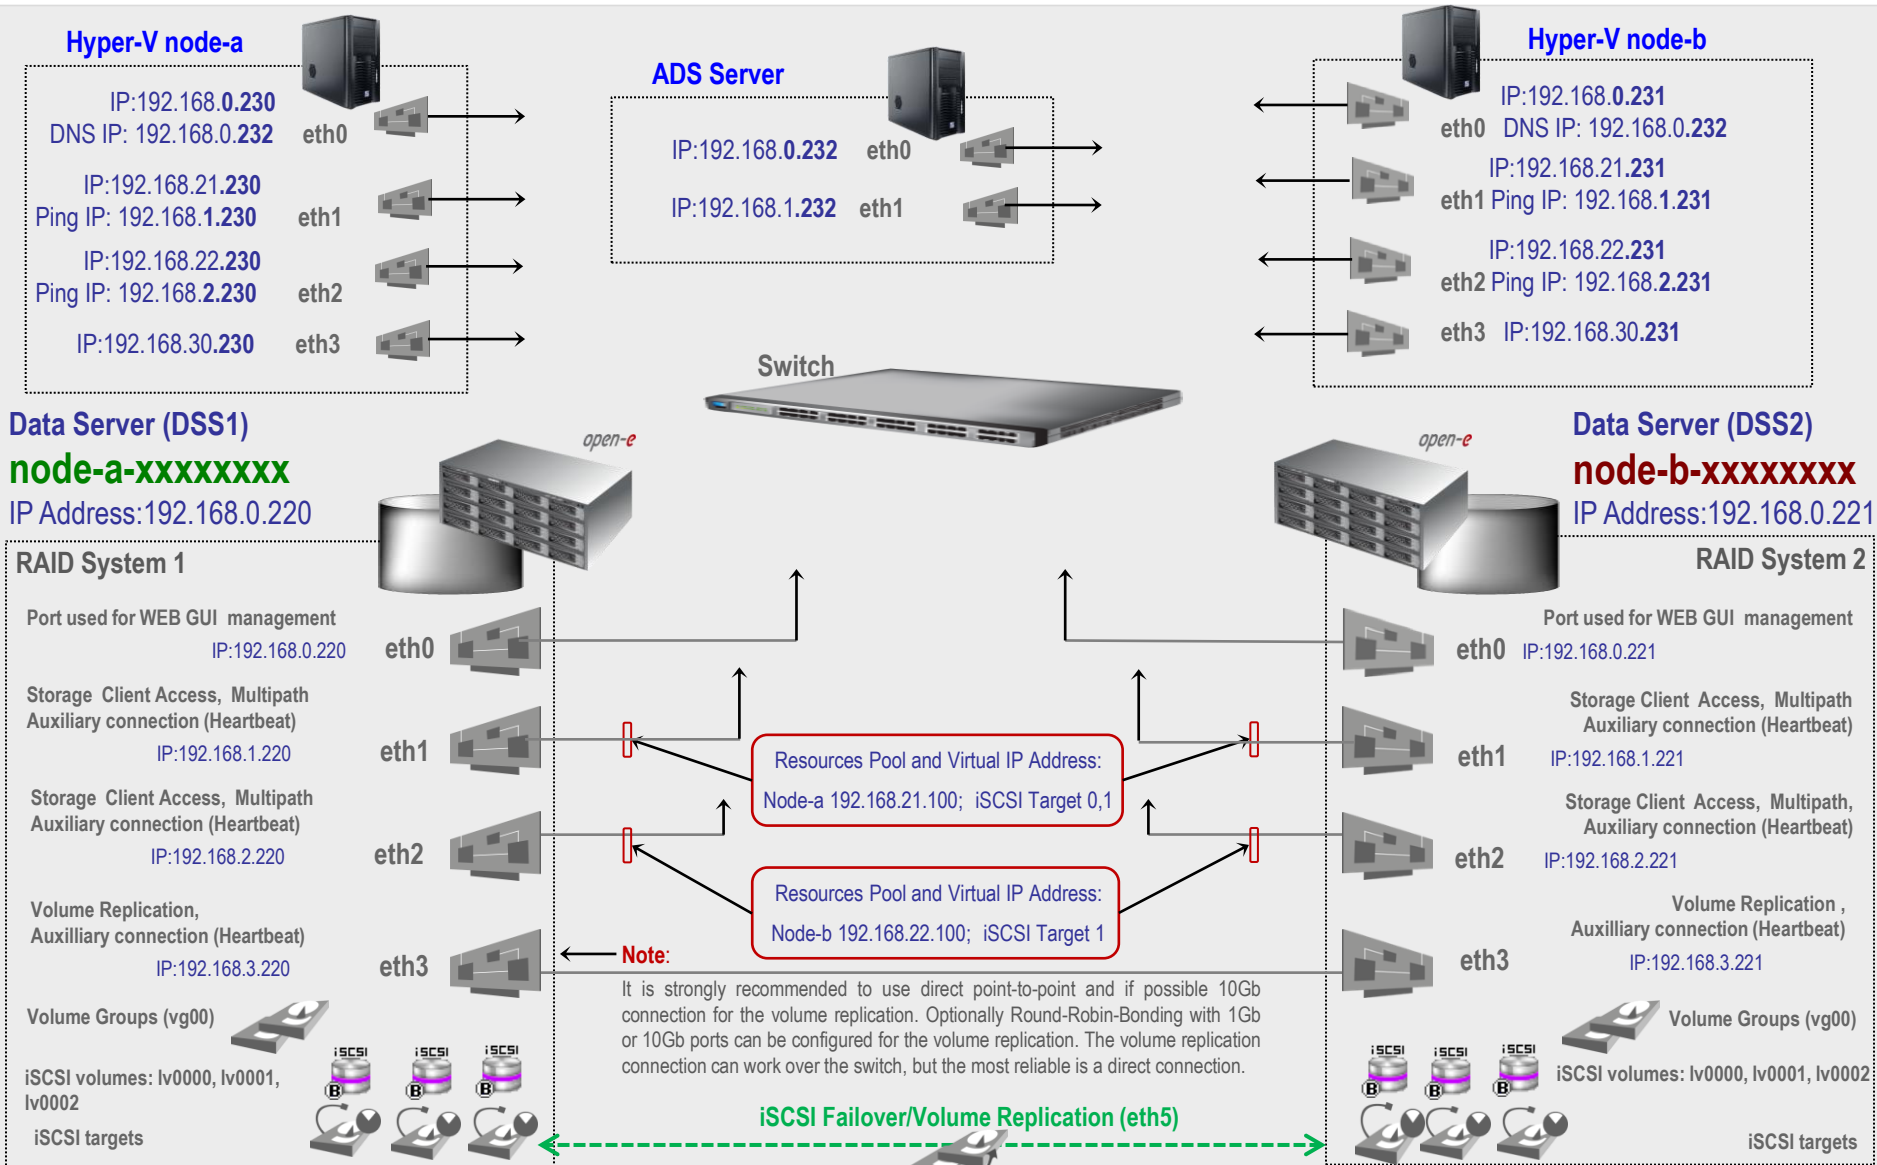 Hyper-V node-a
IP:192.168.0.230
DNS IP: 192.168.0.232 eth0
IP:192.168.21.230
Ping IP: 192.168.1.230 eth1
IP:192.168.22.230
Ping IP: 192.168.2.230 eth2
IP:192.168.30.230 eth3
ADS Server
IP:192.168.0.232 eth0
IP:192.168.1.232 eth1
Hyper-V node-b
IP:192.168.0.231
eth0 DNS IP: 192.168.0.232
IP:192.168.21.231
eth1 Ping IP: 192.168.1.231
IP:192.168.22.231
eth2 Ping IP: 192.168.2.231
eth3 IP:192.168.30.231
Switch
Data Server (DSS1)
node-a-xxxxxxxx
IP Address:192.168.0.220
open-e
RAID System 1
Port used for WEB GUI management
IP:192.168.0.220 eth0
Storage Client Access, Multipath
Auxiliary connection (Heartbeat)
IP:192.168.1.220 eth1
Storage Client Access, Multipath
Auxiliary connection (Heartbeat)
IP:192.168.2.220 eth2
Volume Replication,
Auxilliary connection (Heartbeat)
IP:192.168.3.220 eth3
Volume Groups (vg00)
iSCSI iSCSI iSCSI
iSCSI volumes: lv0000, lv0001,
lv0002
B B B
iSCSI targets
Resources Pool and Virtual IP Address:
Node-a 192.168.21.100; iSCSI Target 0,1
Resources Pool and Virtual IP Address:
Node-b 192.168.22.100; iSCSI Target 1
Note:
It is strongly recommended to use direct point-to-point and if possible 10Gb
connection for the volume replication. Optionally Round-Robin-Bonding with 1Gb
or 10Gb ports can be configured for the volume replication. The volume replication
connection can work over the switch, but the most reliable is a direct connection.
iSCSI Failover/Volume Replication (eth5)
Data Server (DSS2)
node-b-xxxxxxxx
IP Address:192.168.0.221
open-e
RAID System 2
Port used for WEB GUI management
eth0 IP:192.168.0.221
Storage Client Access, Multipath
Auxiliary connection (Heartbeat)
eth1 IP:192.168.1.221
Storage Client Access, Multipath,
Auxiliary connection (Heartbeat)
eth2 IP:192.168.2.221
Volume Replication ,
Auxilliary connection (Heartbeat)
eth3 IP:192.168.3.221
Volume Groups (vg00)
iSCSI iSCSI iSCSI
iSCSI volumes: lv0000, lv0001, lv0002
B B B
iSCSI targets